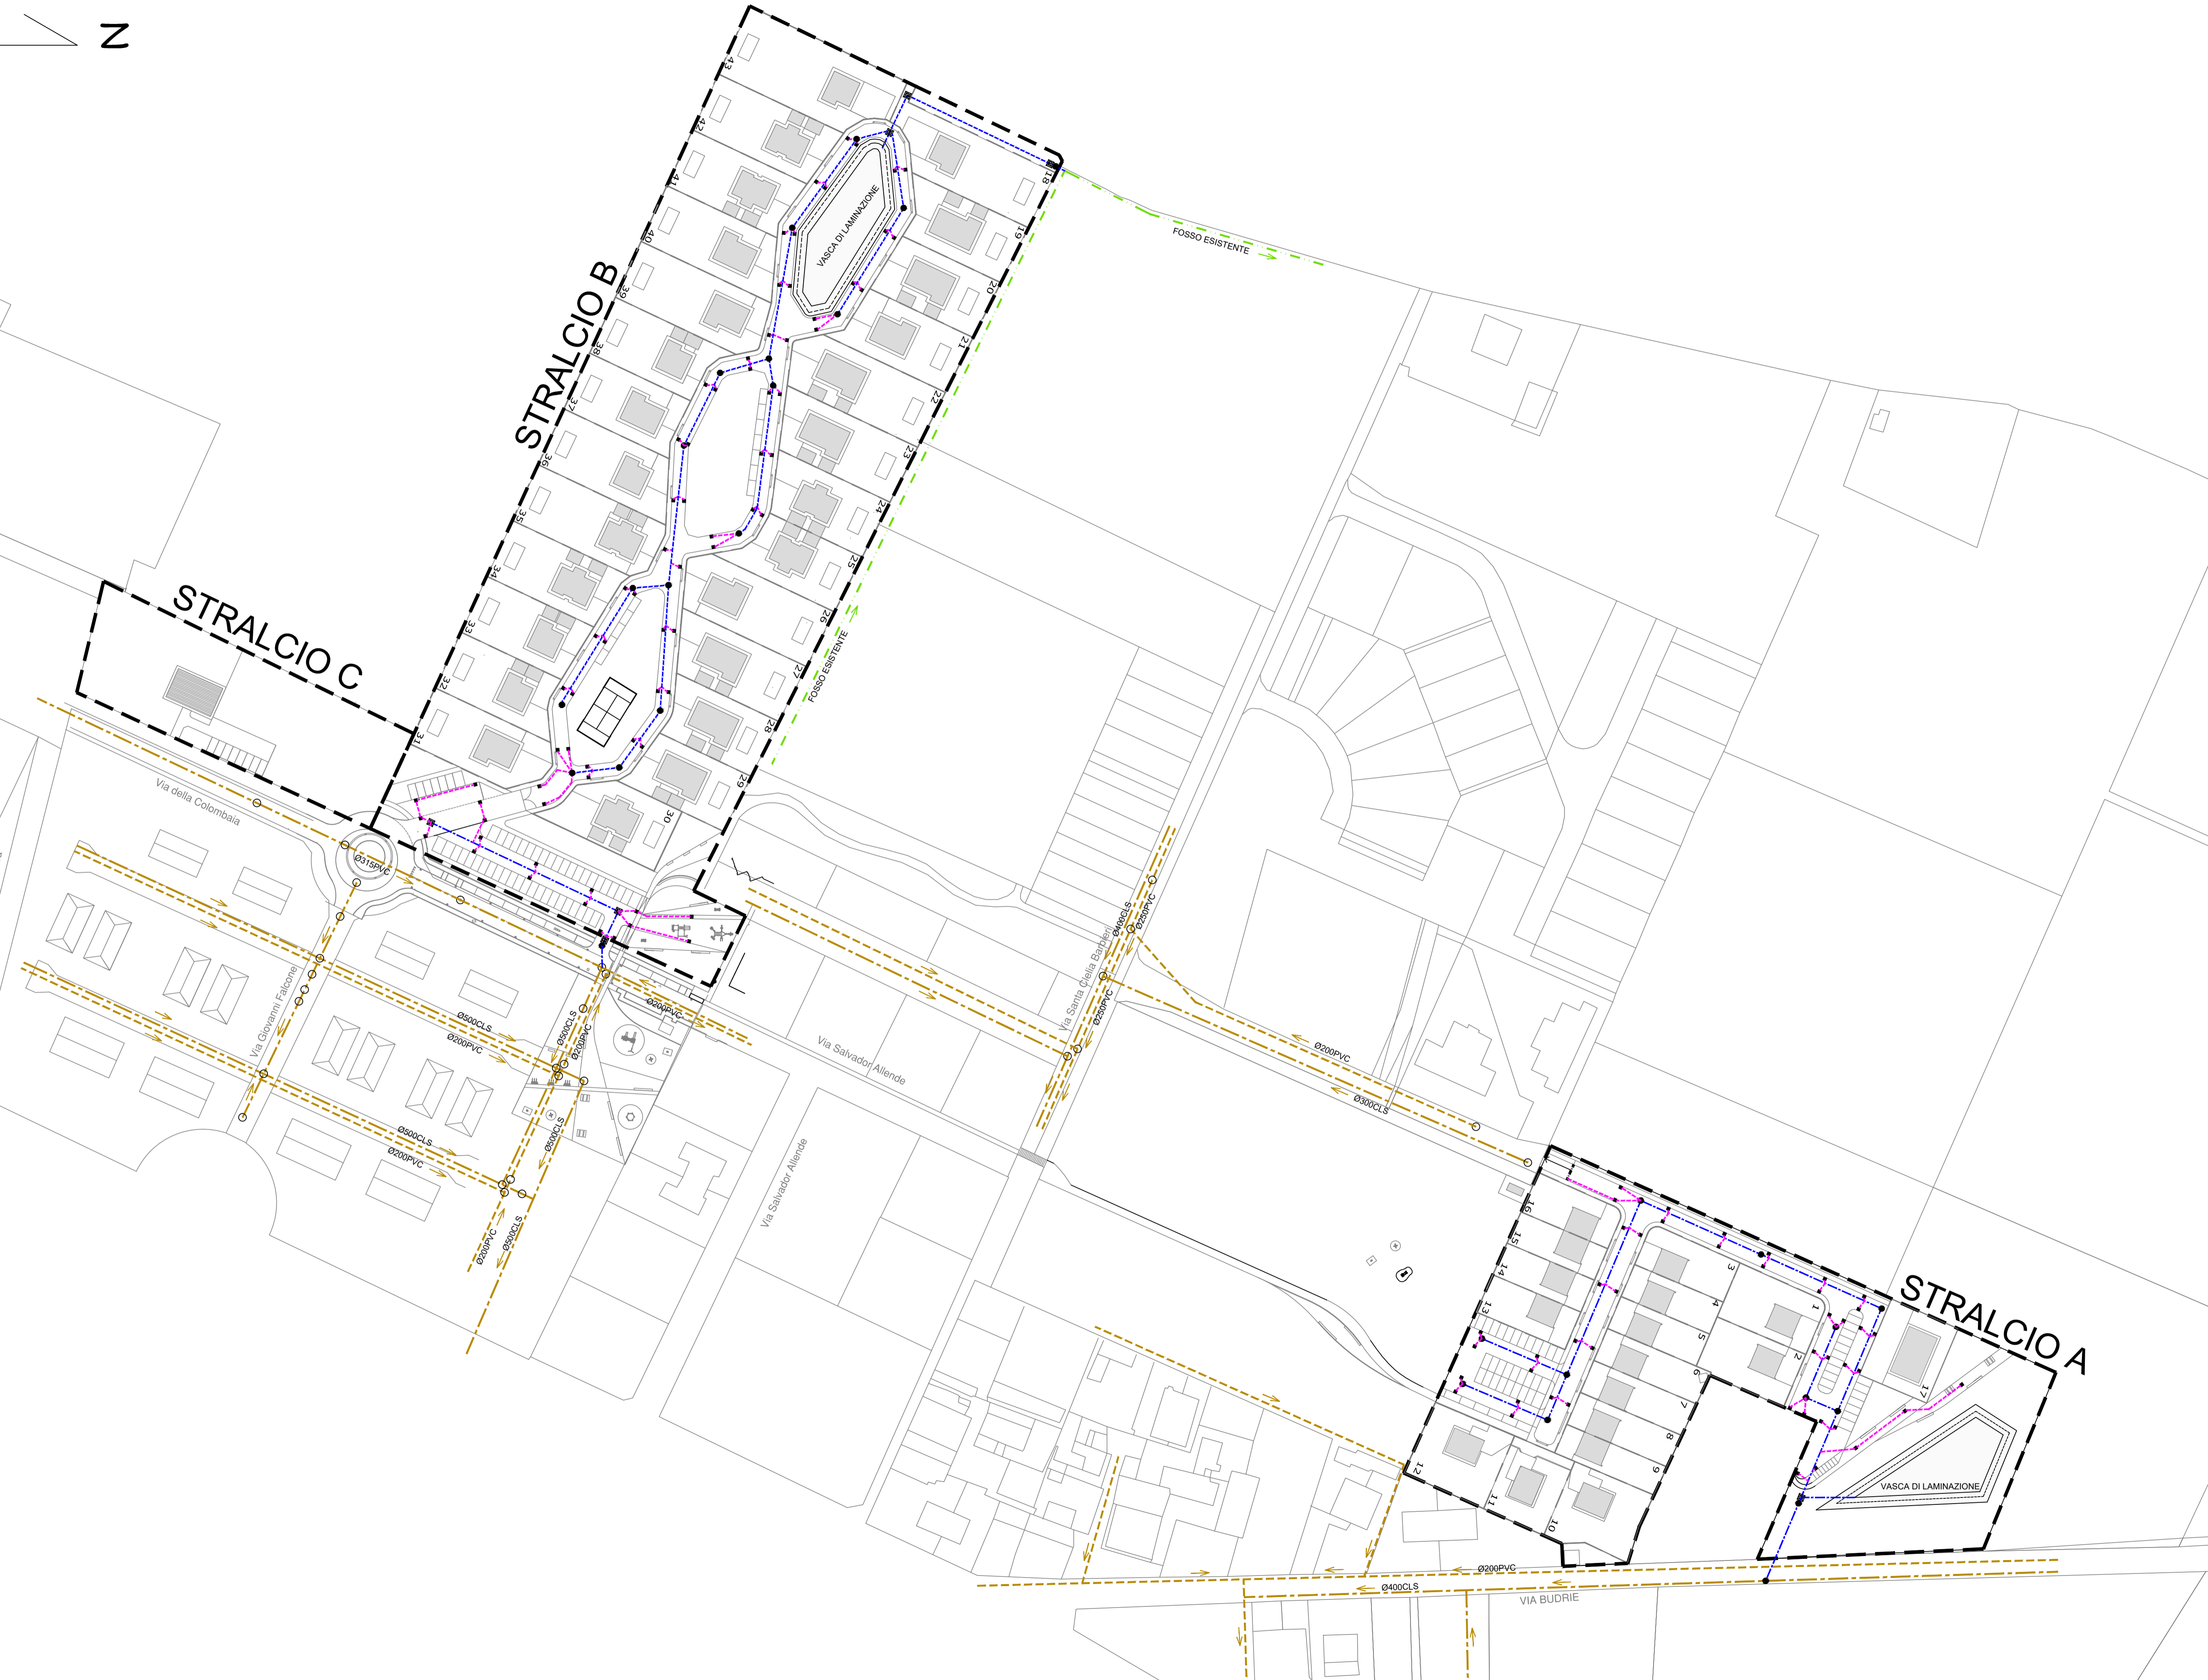 N
43
42
41
40
39
38
37
36
35
34
33
32
31
18
19
20
21
22
23
24
25
26
27
28
29
30
VASCA DI LAMINAZIONE
FOSSO ESISTENTE
FOSSO ESISTENTE
STRALCIO B
STRALCIO C
Via della Colombaia
Ø315PVC
Via Giovanni Falcone
Ø500CLS
Ø200PVC
Ø500CLS
Ø200PVC
Ø200PVC
Ø500CLS
Ø500CLS
Ø200PVC
Ø200PVC
Ø500CLS
Via Salvador Allende
Via Salvador Allende
Via Santa Clelia Barbieri
Ø400CLS
Ø250PVC
Ø250PVC
Ø200PVC
Ø300CLS
STRALCIO A
16
15
14
13
12
11
10
9
8
7
6
5
4
3
2
1
17
VASCA DI LAMINAZIONE
Ø200PVC
Ø400CLS
VIA BUDRIE